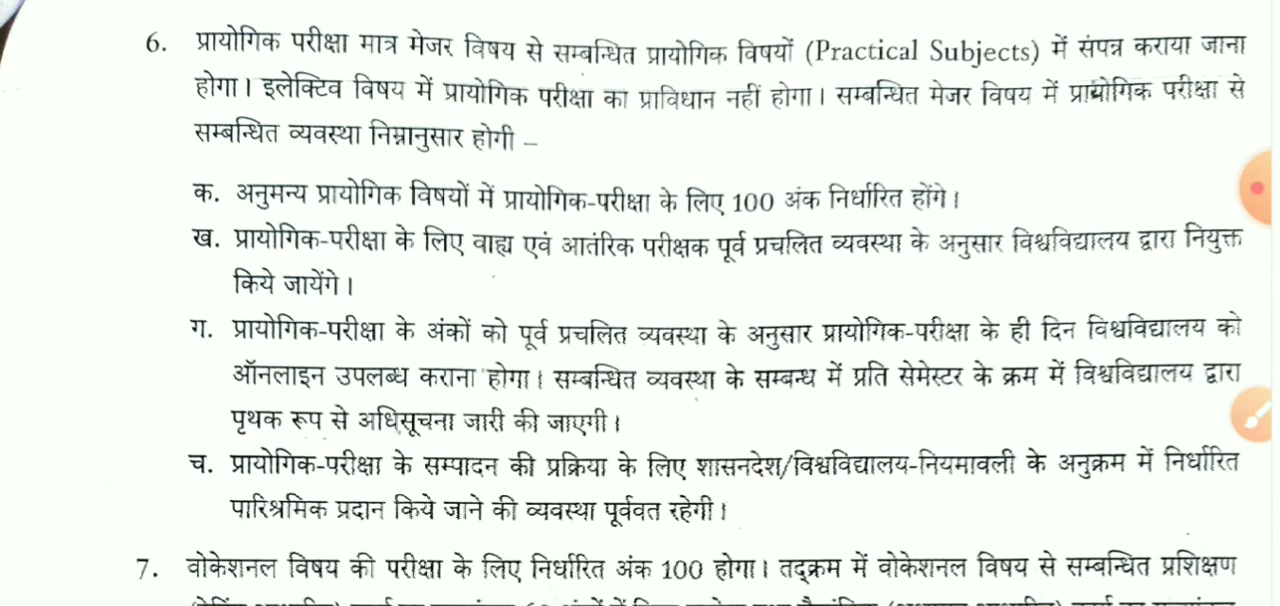 6. प्रायोगिक परीक्षा मात्र मेजर विषय से सम्बन्धित प्रायोगिक विषयों (Practical Subjects) में संपन्न कराया जाना
होगा। इलेक्टिव विषय में प्रायोगिक परीक्षा का प्राविधान नहीं होगा। सम्बन्धित मेजर विषय में प्रायोगिक परीक्षा से
सम्बन्धित व्यवस्था निम्नानुसार होगी –
क. अनुमन्य प्रायोगिक विषयों में प्रायोगिक-परीक्षा के लिए 100 अंक निर्धारित होंगे।
ख. प्रायोगिक-परीक्षा के लिए वाह्य एवं आतंरिक परीक्षक पूर्व प्रचलित व्यवस्था के अनुसार विश्वविद्यालय द्वारा नियुक्त
किये जायेंगे।
ग. प्रायोगिक-परीक्षा के अंकों को पूर्व प्रचलित व्यवस्था के अनुसार प्रायोगिक-परीक्षा के ही दिन विश्वविद्यालय को
ऑनलाइन उपलब्ध कराना होगा। सम्बन्धित व्यवस्था के सम्बन्ध में प्रति सेमेस्टर के क्रम में विश्वविद्यालय द्वारा
पृथक रूप से अधिसूचना जारी की जाएगी।
च. प्रायोगिक-परीक्षा के सम्पादन की प्रक्रिया के लिए शासनदेश/विश्वविद्यालय-नियमावली के अनुक्रम में निर्धारित
पारिश्रमिक प्रदान किये जाने की व्यवस्था पूर्ववत रहेगी।
7. वोकेशनल विषय की परीक्षा के लिए निर्धारित अंक 100 होगा। तद्क्रम में वोकेशनल विषय से सम्बन्धित प्रशिक्षण